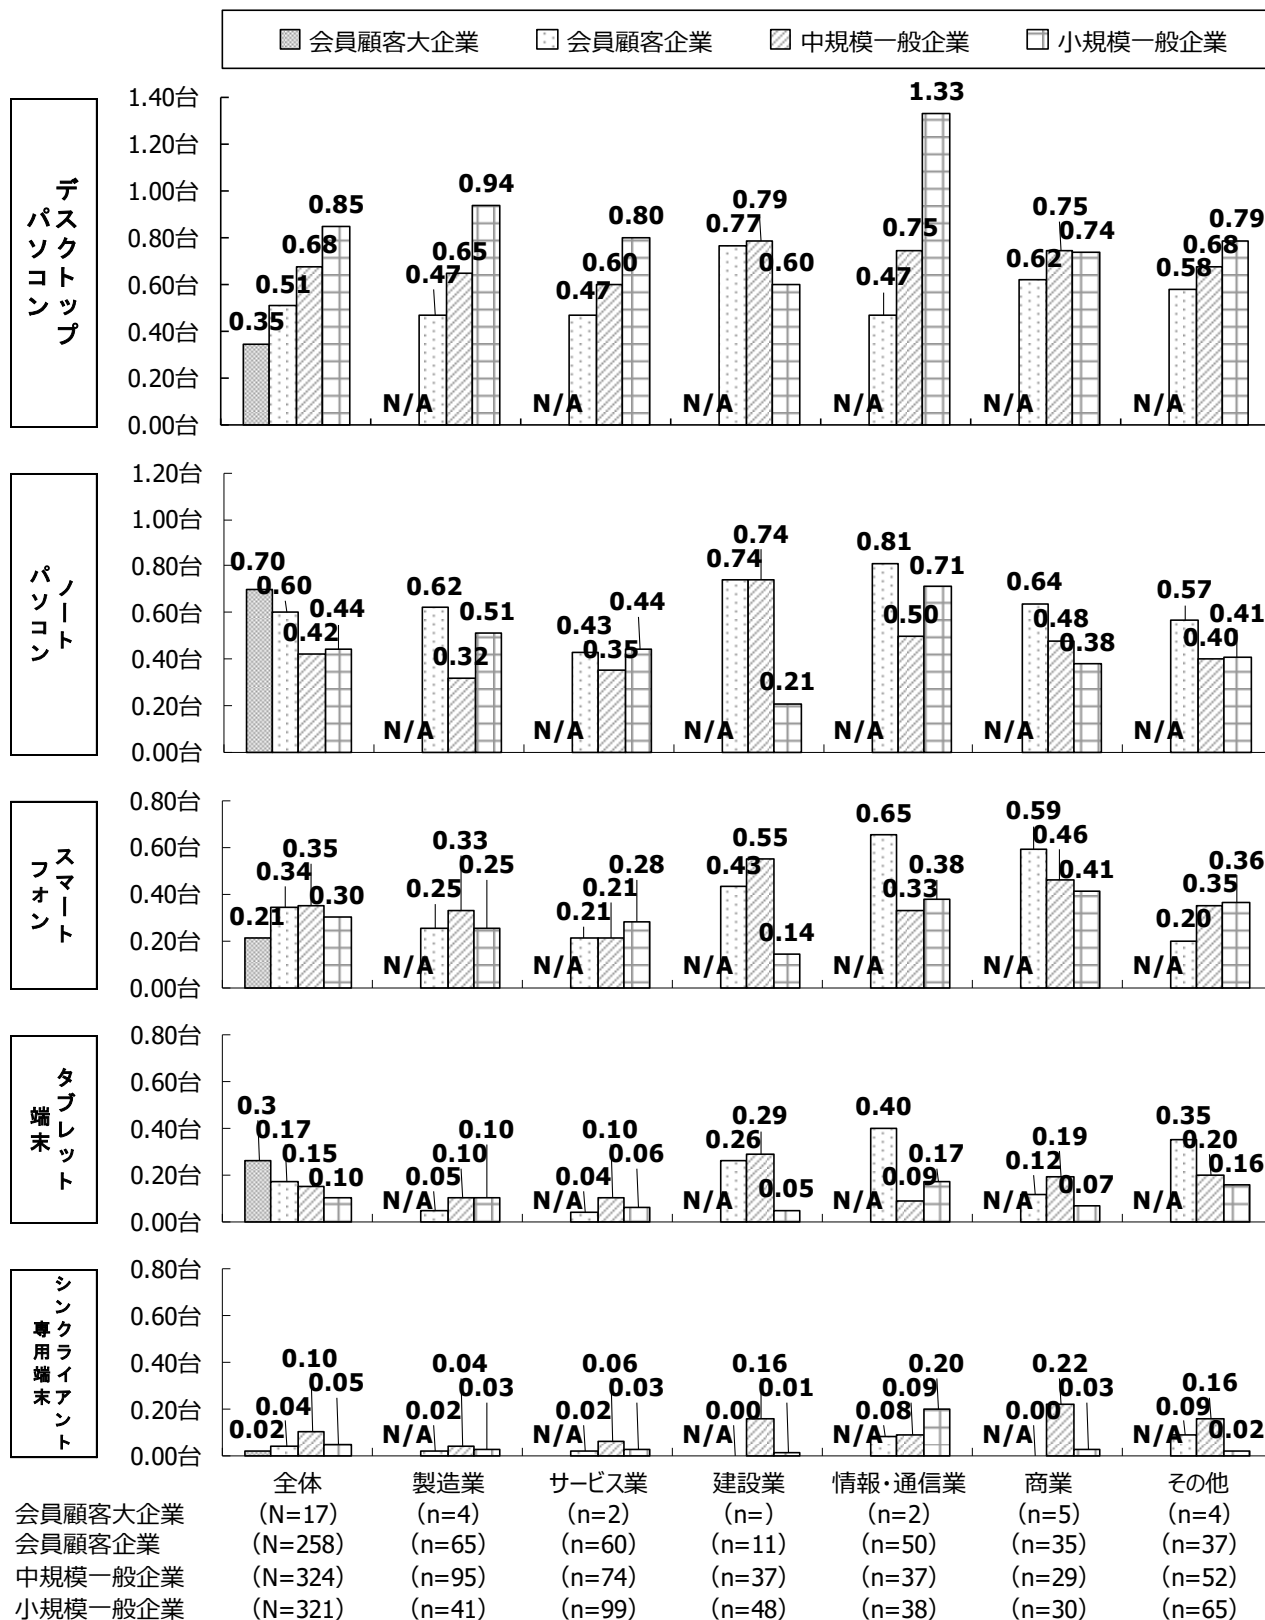 会員顧客大企業 会員顧客企業 中規模一般企業 小規模一般企業
デスクトップ
パソコン
1.40台
1.20台
1.00台
0.80台
0.60台
0.40台
0.20台
0.00台
0.35 0.51 0.68 0.85
N/A 0.47 0.65 0.94
N/A 0.47 0.60 0.80
N/A 0.77 0.79 0.60
N/A 0.47 0.75 1.33
N/A 0.62 0.75 0.74
N/A 0.58 0.68 0.79
ノート
パソコン
1.20台
1.00台
0.80台
0.60台
0.40台
0.20台
0.00台
0.70 0.60 0.42 0.44
N/A 0.62 0.32 0.51
N/A 0.43 0.35 0.44
N/A 0.74 0.74 0.21
N/A 0.81 0.50 0.71
N/A 0.64 0.48 0.38
N/A 0.57 0.40 0.41
スマート
フォン
0.80台
0.60台
0.40台
0.20台
0.00台
0.21 0.34 0.35 0.30
N/A 0.25 0.33 0.25
N/A 0.21 0.21 0.28
N/A 0.43 0.55 0.14
N/A 0.65 0.33 0.38
N/A 0.59 0.46 0.41
N/A 0.20 0.35 0.36
タブレット
端末
0.80台
0.60台
0.40台
0.20台
0.00台
0.3 0.17 0.15 0.10
N/A 0.05 0.10 0.10
N/A 0.04 0.10 0.06
N/A 0.26 0.29 0.05
N/A 0.40 0.09 0.17
N/A 0.12 0.19 0.07
N/A 0.35 0.20 0.16
シンクライアント
専用端末
0.80台
0.60台
0.40台
0.20台
0.00台
0.02 0.04 0.10 0.05
N/A 0.02 0.04 0.03
N/A 0.02 0.06 0.03
N/A 0.00 0.16 0.01
N/A 0.08 0.09 0.20
N/A 0.00 0.22 0.03
N/A 0.09 0.16 0.02
全体 製造業 サービス業 建設業 情報・通信業 商業 その他
会員顧客大企業 (N=17) (n=4) (n=2) (n=) (n=2) (n=5) (n=4)
会員顧客企業 (N=258) (n=65) (n=60) (n=11) (n=50) (n=35) (n=37)
中規模一般企業 (N=324) (n=95) (n=74) (n=37) (n=37) (n=29) (n=52)
小規模一般企業 (N=321) (n=41) (n=99) (n=48) (n=38) (n=30) (n=65)